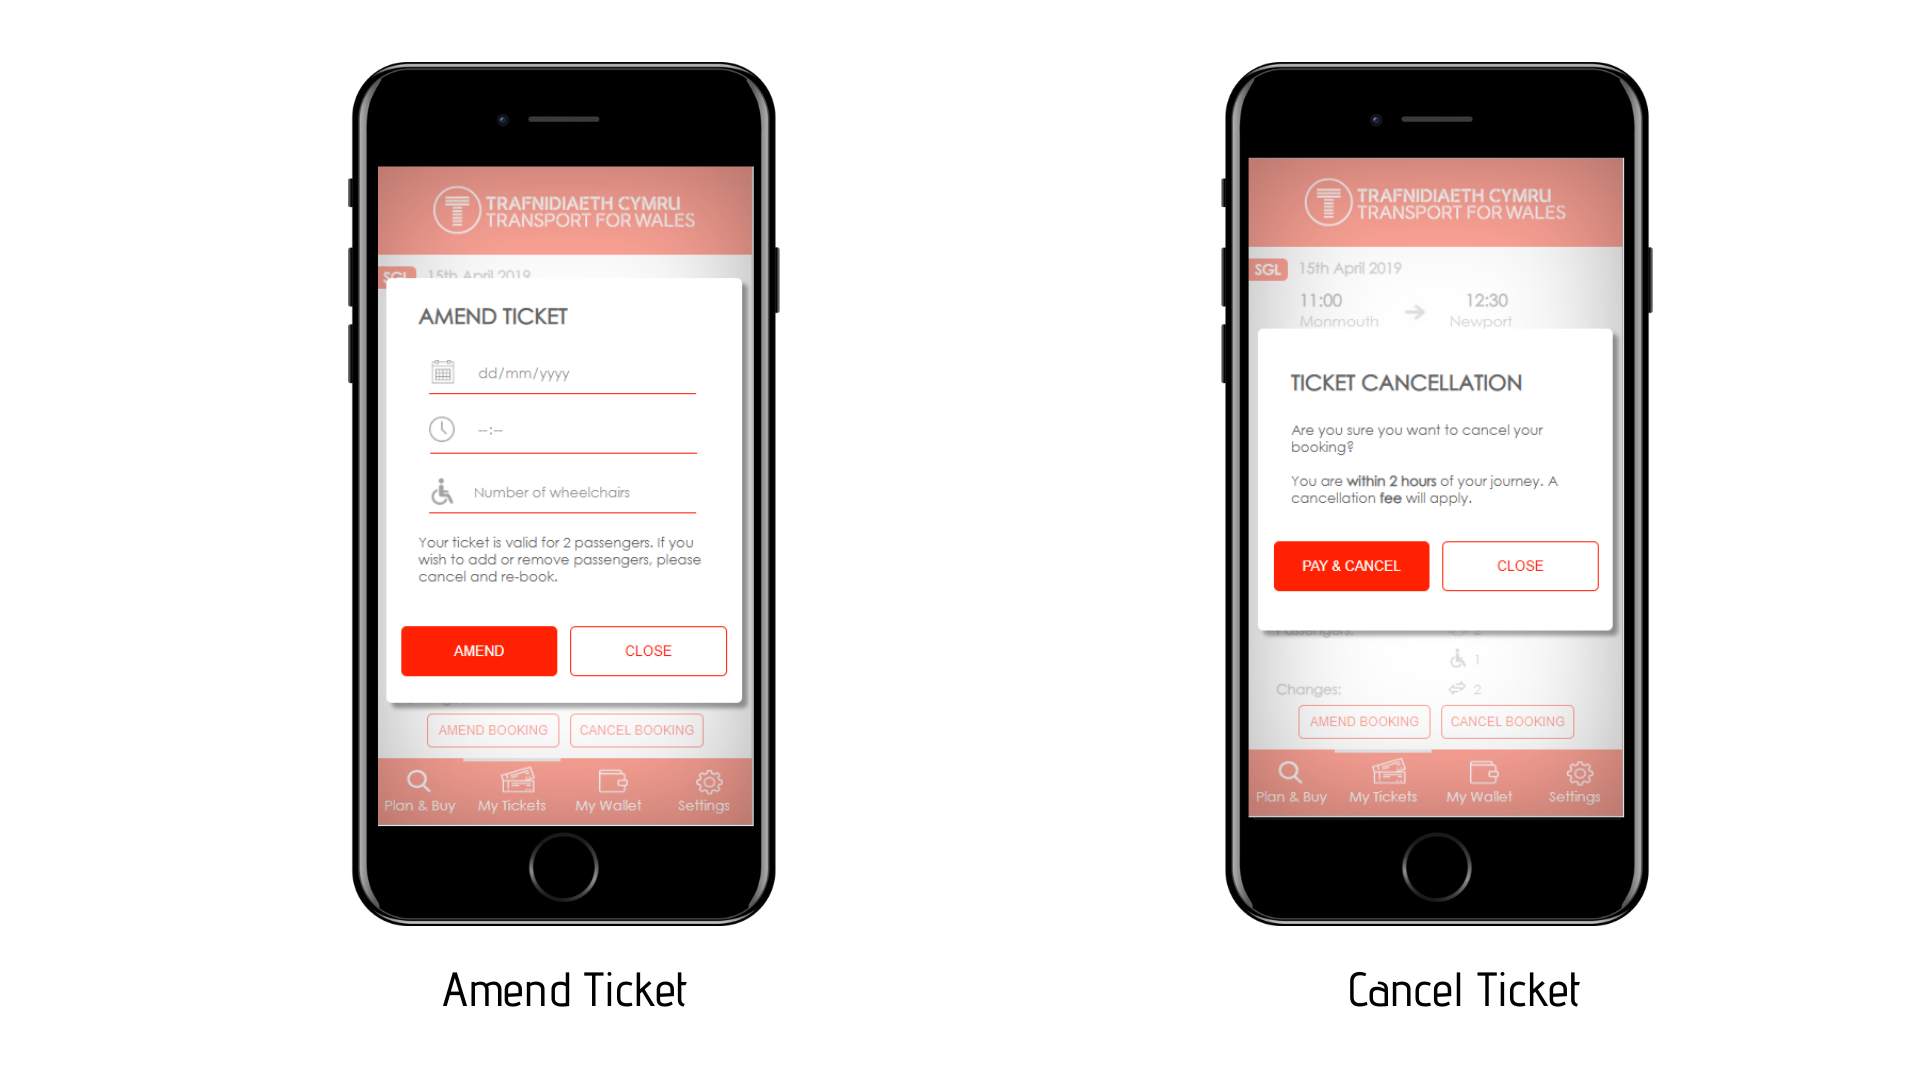 TRAFNIDIAETH CYMRU
TRANSPORT FOR WALES
SGL 15th April 2019
AMEND TICKET
dd/mm/yyyy
--:--
Number of wheelchairs
Your ticket is valid for 2 passengers. If you
wish to add or remove passengers, please
cancel and re-book.
AMEND CLOSE
AMEND BOOKING CANCEL BOOKING
Plan & Buy My Tickets My Wallet Settings
Amend Ticket
TRAFNIDIAETH CYMRU
TRANSPORT FOR WALES
SGL 15th April 2019
11:00 12:30
Monmouth Newport
TICKET CANCELLATION
Are you sure you want to cancel your
booking?
You are within 2 hours of your journey. A
cancellation fee will apply.
PAY & CANCEL CLOSE
Passengers: 2
1
Changes: 2
AMEND BOOKING CANCEL BOOKING
Plan & Buy My Tickets My Wallet Settings
Cancel Ticket